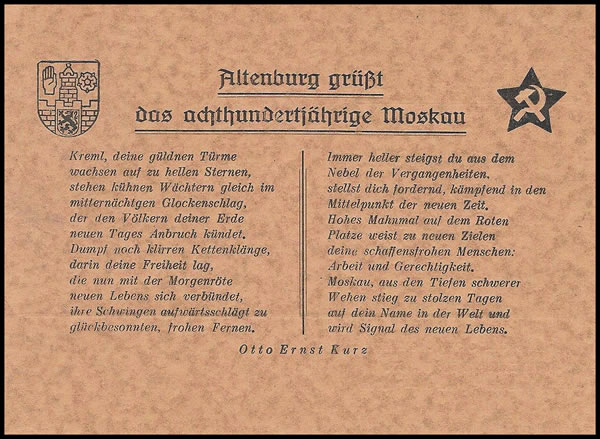 Altenburg grüßt
das achthundertjährige Moskau
Kreml, deine güldnen Türme
wachsen auf zu hellen Sternen,
stehen kühnen Wächtern gleich im
mitternächtgen Glockenschlag,
der den Völkern deiner Erde
neuen Tages Anbruch kündet.
Dumpf noch klirren Kettenklänge,
darin deine Freiheit lag,
die nun mit der Morgenröte
neuen Lebens sich verbündet,
ihre Schwingen aufwärtsschlägt zu
glückbesonnten, frohen Fernen.
Immer heller steigst du aus dem
Nebel der Vergangenheiten,
stellst dich fordernd, kämpfend in den
Mittelpunkt der neuen Zeit.
Hohes Mahnmal auf dem Roten
Platze weist zu neuen Zielen
deine schaffensfrohen Menschen:
Arbeit und Gerechtigkeit.
Moskau, aus den Tiefen schwerer
Wehen stieg zu stolzen Tagen
auf dein Name in der Welt und
wird Signal des neuen Lebens.
Otto Ernst Kurz